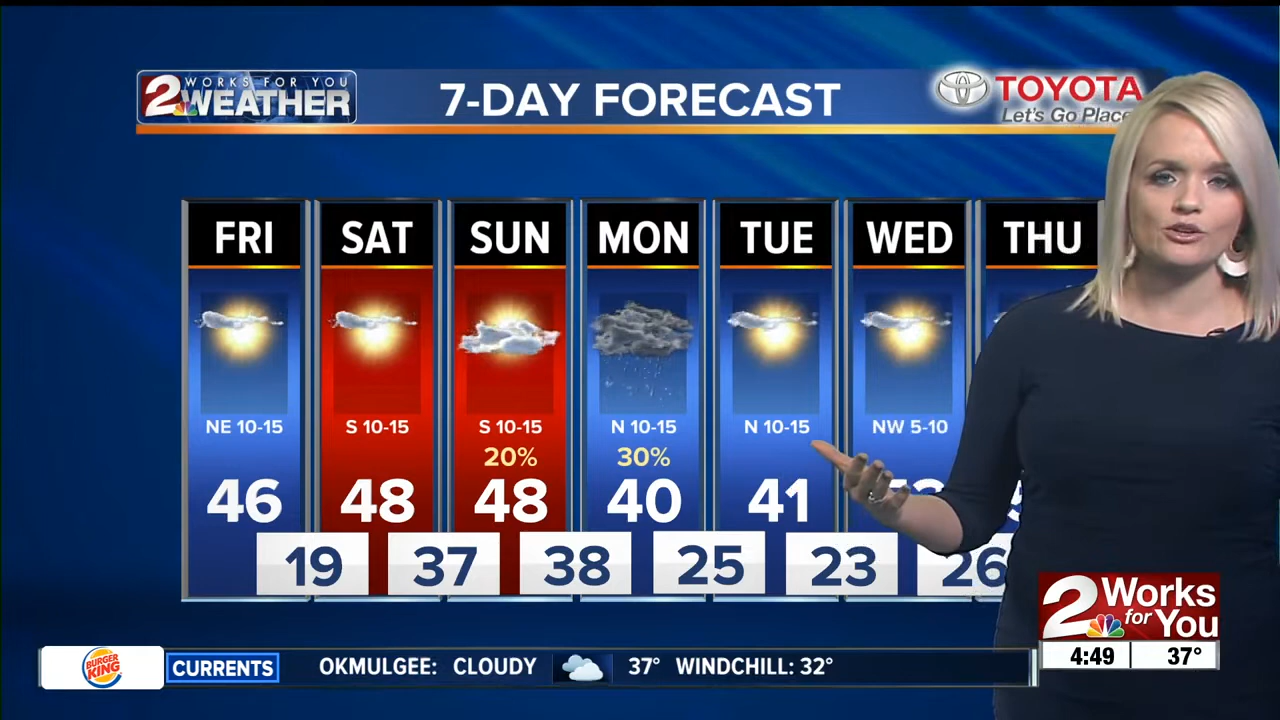 2 WORKS FOR YOU
WEATHER
7-DAY FORECAST
TOYOTA
Let's Go
FRI SAT SUN MON TUE WED THU
NE 10-15 S 10-15 S 10-15 N 10-15 N 10-15 NW 5-10
20% 30%
46 48 48 40 41
19 37 38 25 23 26
BURGER KING
CURRENTS
OKMULGEE: CLOUDY 37° WINDCHILL: 32°
2 Works for You
4:49 37°